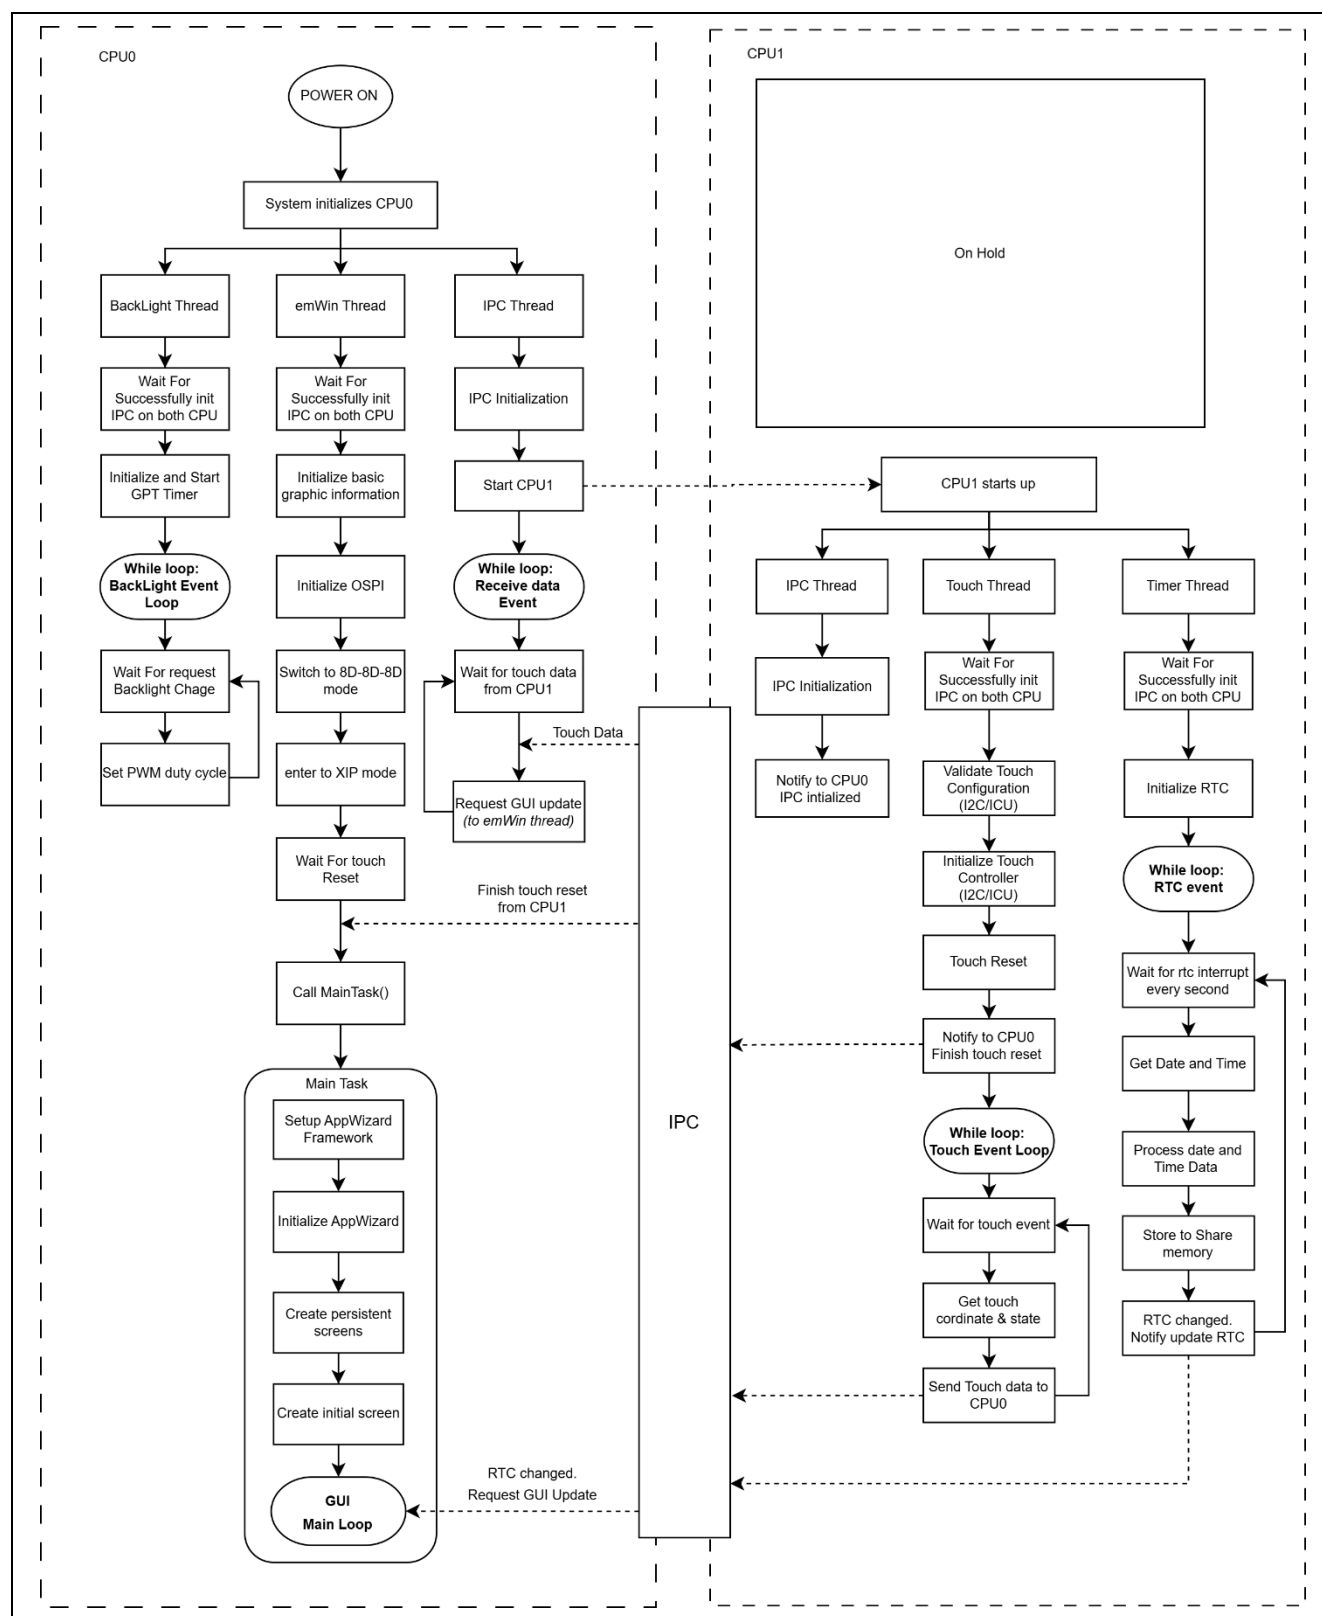 CPU0
POWER ON
System initializes CPU0
BackLight Thread
emWin Thread
IPC Thread
Wait For
Successfully init
IPC on both CPU
Wait For
Successfully init
IPC on both CPU
IPC Initialization
Initialize and Start
GPT Timer
Initialize basic
graphic information
Start CPU1
While loop:
BackLight Event
Loop
Initialize OSPI
While loop:
Receive data
Event
Wait For request
Backlight Chage
Switch to 8D-8D-8D
mode
Wait for touch data
from CPU1
Touch Data
Set PWM duty cycle
enter to XIP mode
Request GUI update
(to emWin thread)
Wait For touch
Reset
Finish touch reset
from CPU1
Call MainTask()
Main Task
Setup AppWizard
Framework
Initialize AppWizard
Create persistent
screens
Create initial screen
GUI
Main Loop
RTC changed.
Request GUI Update
IPC
CPU1
On Hold
CPU1 starts up
IPC Thread
Touch Thread
Timer Thread
IPC Initialization
Wait For
Successfully init
IPC on both CPU
Wait For
Successfully init
IPC on both CPU
Notify to CPU0
IPC intialized
Validate Touch
Configuration
(I2C/ICU)
Initialize RTC
Initialize Touch
Controller
(I2C/ICU)
While loop:
RTC event
Touch Reset
Wait for rtc interrupt
every second
Notify to CPU0
Finish touch reset
Get Date and Time
While loop:
Touch Event Loop
Process date and
Time Data
Wait for touch event
Store to Share
memory
Get touch
cordinate & state
RTC changed.
Notify update RTC
Send Touch data to
CPU0